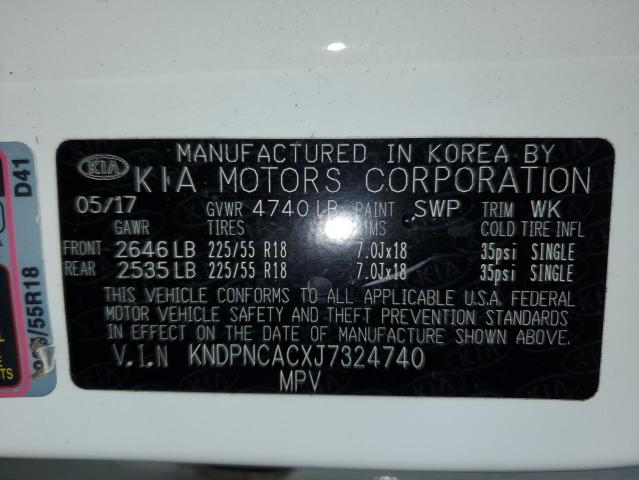 KIA
MANUFACTURED IN KOREA BY
KIA MOTORS CORPORATION
05/17 GVWR 4740 LB PAINT SWP TRIM WK
GAWR TIRES RIMS COLD TIRE INFL
FRONT 2646 LB 225/55 R18 7.0Jx18 35psi SINGLE
REAR 2535 LB 225/55 R18 7.0Jx18 35psi SINGLE
THIS VEHICLE CONFORMS TO ALL APPLICABLE U.S.A. FEDERAL
MOTOR VEHICLE SAFETY AND THEFT PREVENTION STANDARDS
IN EFFECT ON THE DATE OF MANUFACTURE SHOWN ABOVE.
V.I.N KNDPNCACXJ7324740
MPV
D41
/55R18